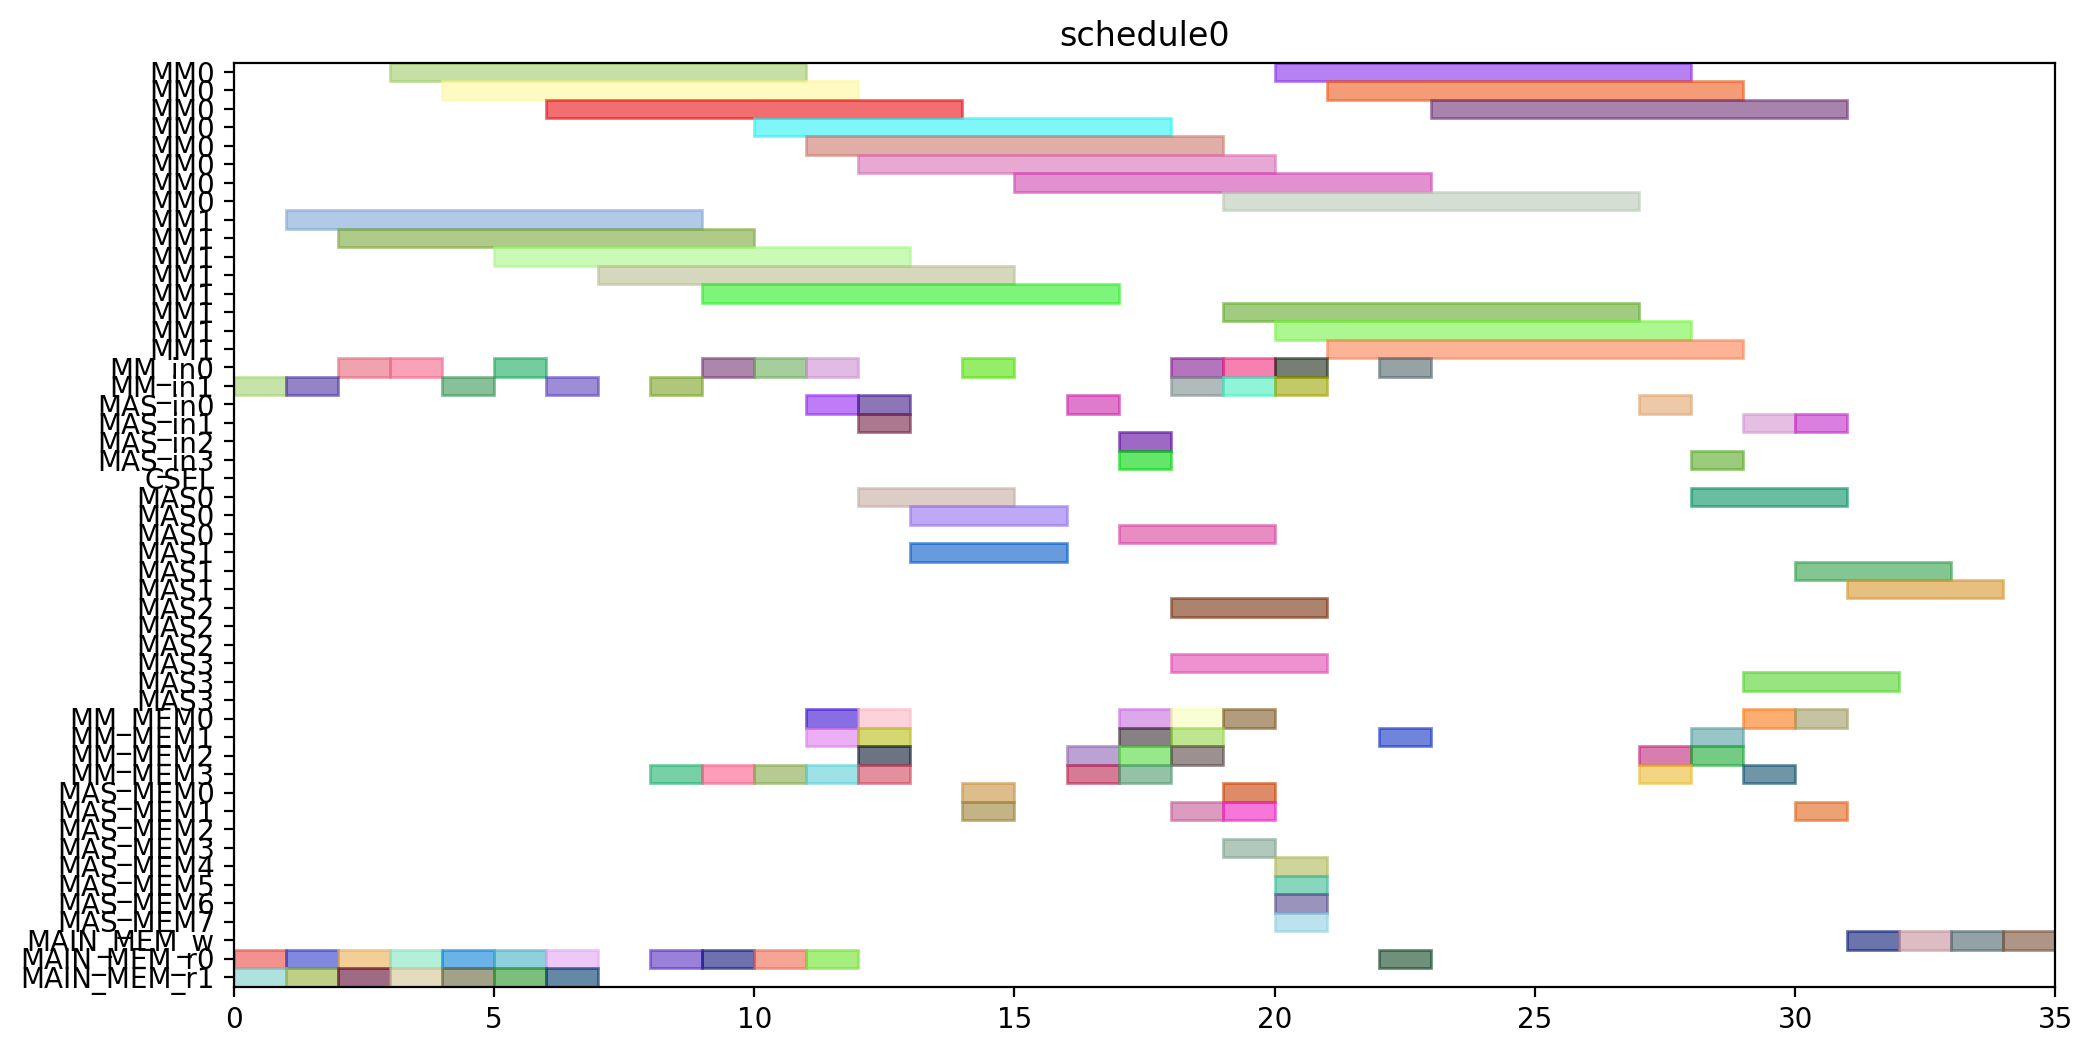 schedule0
MM0
MM0
MM0
MM0
MM0
MM0
MM0
MM0
MM1
MM1
MM1
MM1
MM1
MM1
MM1
MM1
MM_in0
MM_in1
MAS_in0
MAS_in1
MAS_in2
MAS_in3
CSEL
MAS0
MAS0
MAS0
MAS1
MAS1
MAS1
MAS2
MAS2
MAS2
MAS3
MAS3
MAS3
MM_MEM0
MM_MEM1
MM_MEM2
MM_MEM3
MAS_MEM0
MAS_MEM1
MAS_MEM2
MAS_MEM3
MAS_MEM4
MAS_MEM5
MAS_MEM6
MAS_MEM7
MAIN_MEM_w
MAIN_MEM_r0
MAIN_MEM_r1
0 5 10 15 20 25 30 35